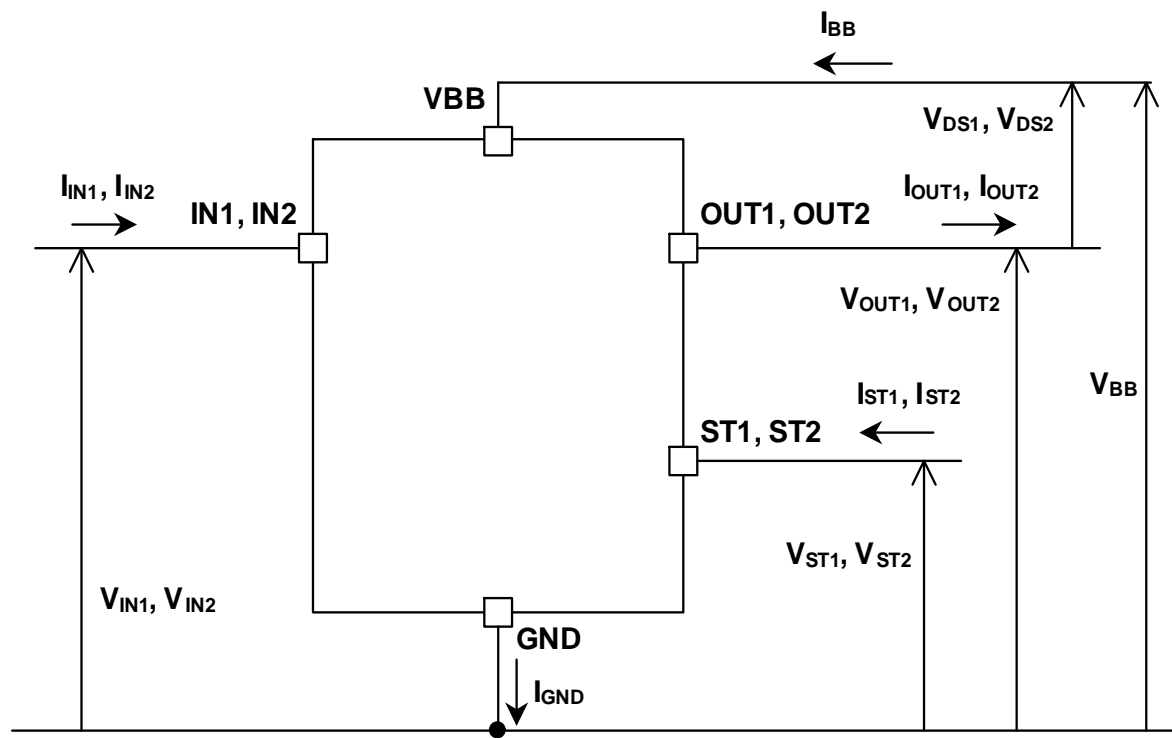 IBB
VBB
VDS1, VDS2
IIN1, IIN2
IOUT1, IOUT2
IN1, IN2
OUT1, OUT2
VOUT1, VOUT2
VBB
IST1, IST2
ST1, ST2
VST1, VST2
VIN1, VIN2
GND
IGND